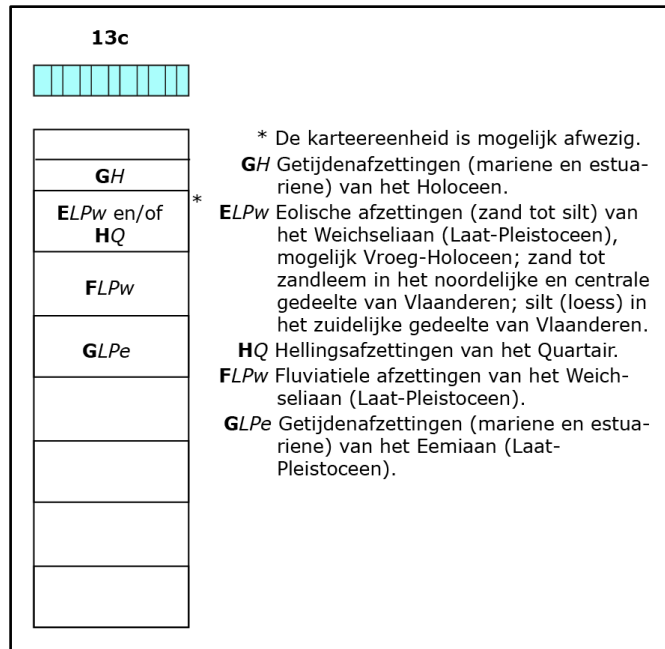 13c
GH
ELPw en/of
HQ
*
FLPw
GLPe
* De karteereenheid is mogelijk afwezig.
GH Getijdenafzettingen (mariene en estua-
riene) van het Holoceen.
ELPw Eolische afzettingen (zand tot silt) van
het Weichseliaan (Laat-Pleistoceen),
mogelijk Vroeg-Holoceen; zand tot
zandleem in het noordelijke en centrale
gedeelte van Vlaanderen; silt (loess) in
het zuidelijke gedeelte van Vlaanderen.
HQ Hellingsafzettingen van het Quartair.
FLPw Fluviatiele afzettingen van het Weich-
seliaan (Laat-Pleistoceen).
GLPe Getijdenafzettingen (mariene en estua-
riene) van het Eemiaan (Laat-
Pleistoceen).